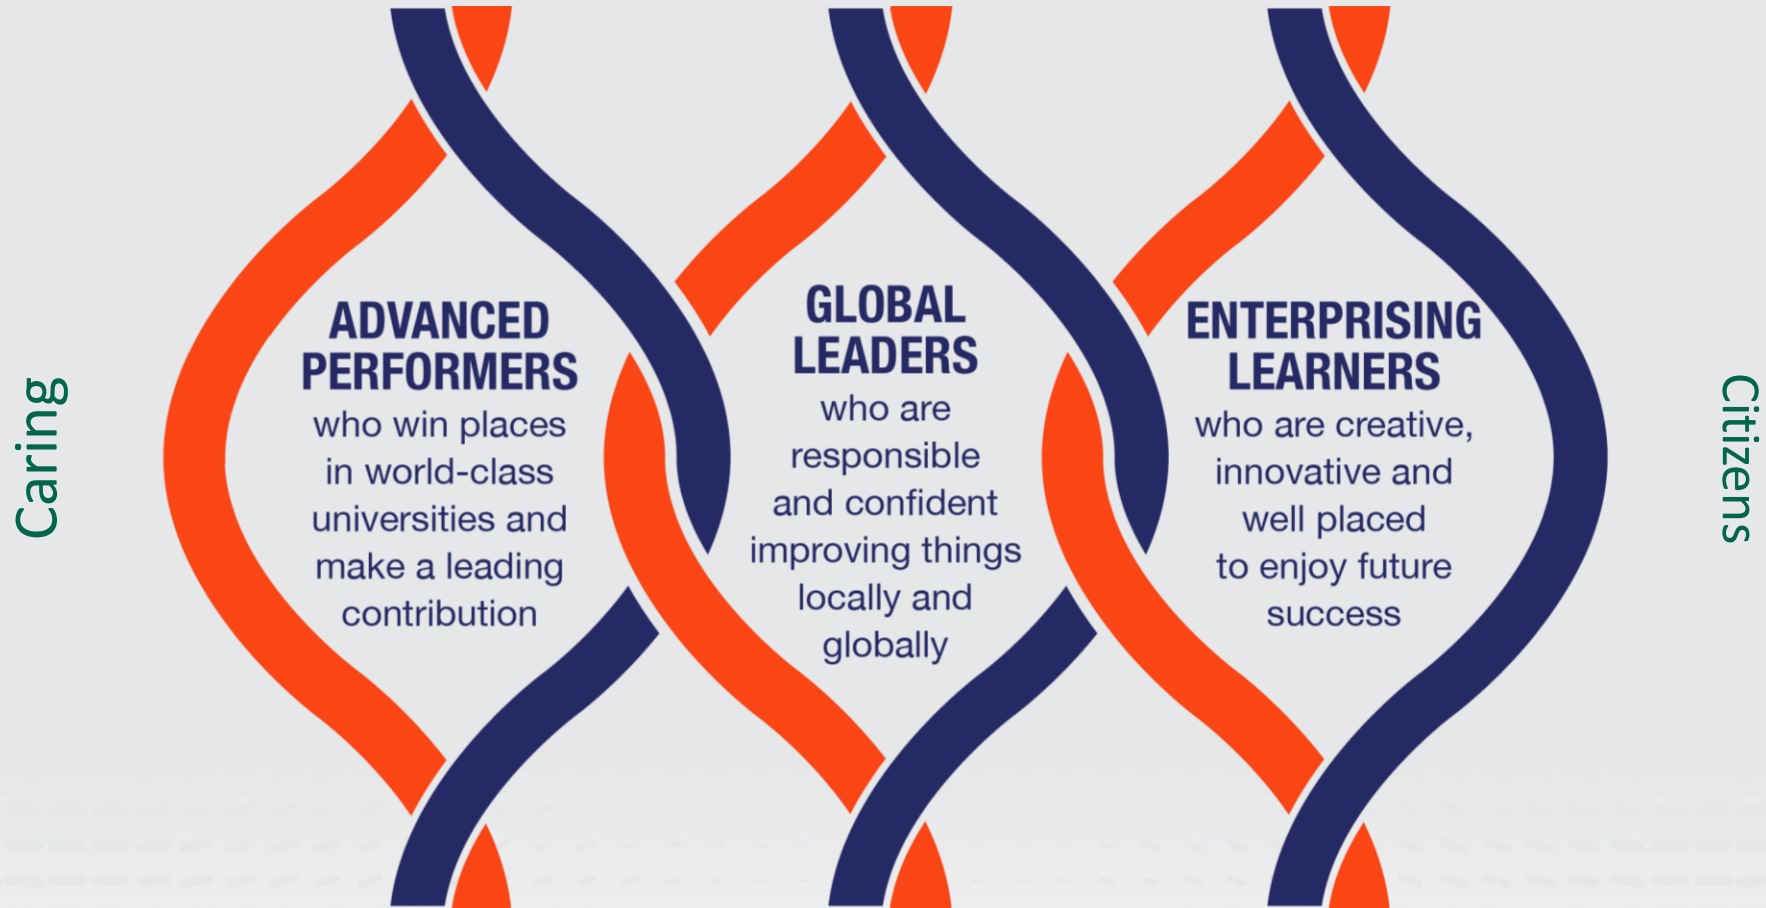 Caring
ADVANCED
PERFORMERS
who win places
in world-class
universities and
make a leading
contribution
GLOBAL
LEADERS
who are
responsible
and confident
improving things
locally and
globally
ENTERPRISING
LEARNERS
who are creative,
innovative and
well placed
to enjoy future
success
Citizens